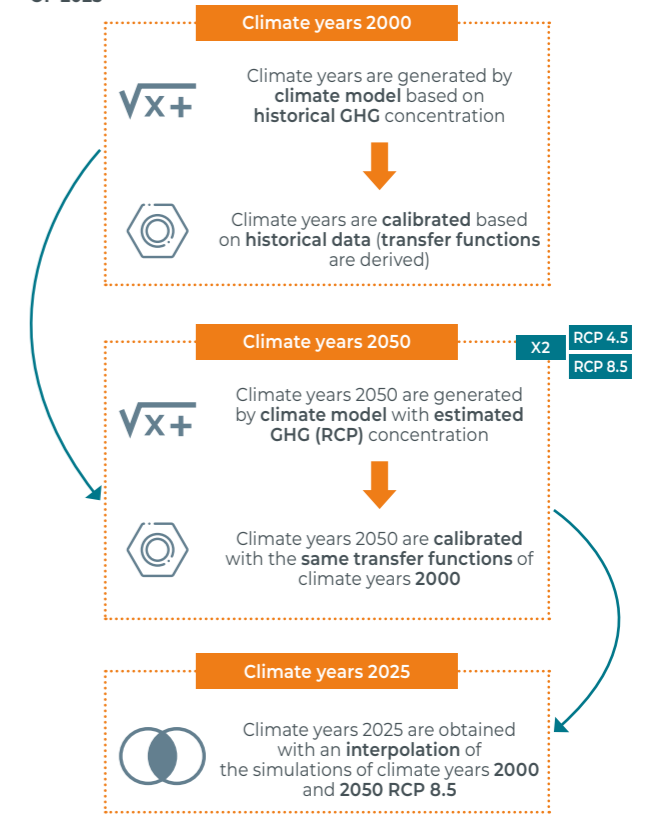 Climate years 2000
√x+
Climate years are generated by
climate model based on
historical GHG concentration
Climate years are calibrated based
on historical data (transfer functions
are derived)
Climate years 2050
X2
RCP 4.5
RCP 8.5
√x+
Climate years 2050 are generated
by climate model with estimated
GHG (RCP) concentration
Climate years 2050 are calibrated
with the same transfer functions of
climate years 2000
Climate years 2025
Climate years 2025 are obtained
with an interpolation of
the simulations of climate years 2000
and 2050 RCP 8.5